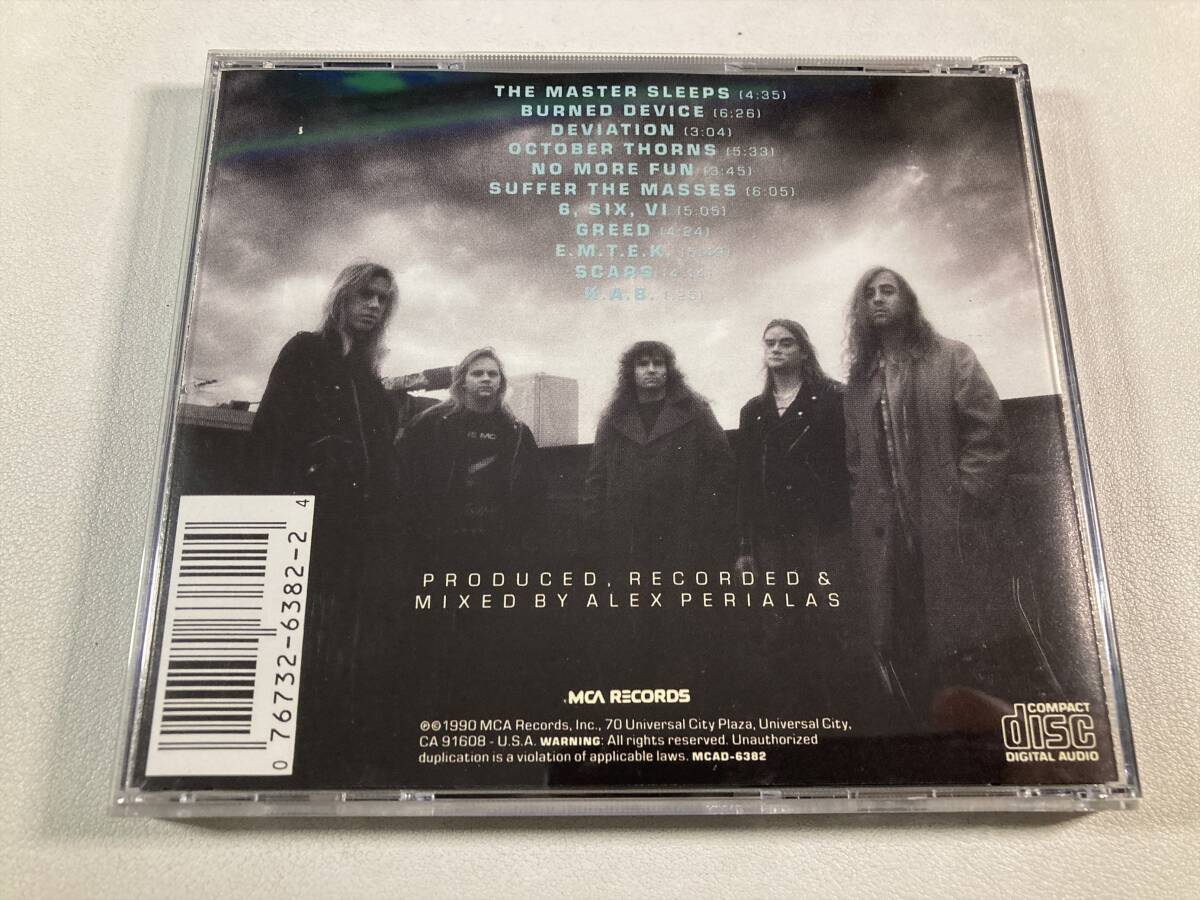 THE MASTER SLEEPS (4:35)
BURNED DEVICE (6:26)
DEVIATION (3:04)
OCTOBER THORNS (5:33)
NO MORE FUN (3:45)
SUFFER THE MASSES (6:05)
6, SIX, VI (5:05)
GREED (4:24)
E.M.T.E.K.
SCARS
K.A.B.
PRODUCED, RECORDED &
MIXED BY ALEX PERIALAS
MCA RECORDS
℗©1990 MCA Records, Inc., 70 Universal City Plaza, Universal City,
CA 91608 - U.S.A. WARNING: All rights reserved. Unauthorized
duplication is a violation of applicable laws. MCAD-6382
COMPACT
disc
DIGITAL AUDIO
0 76732-6382-2 4